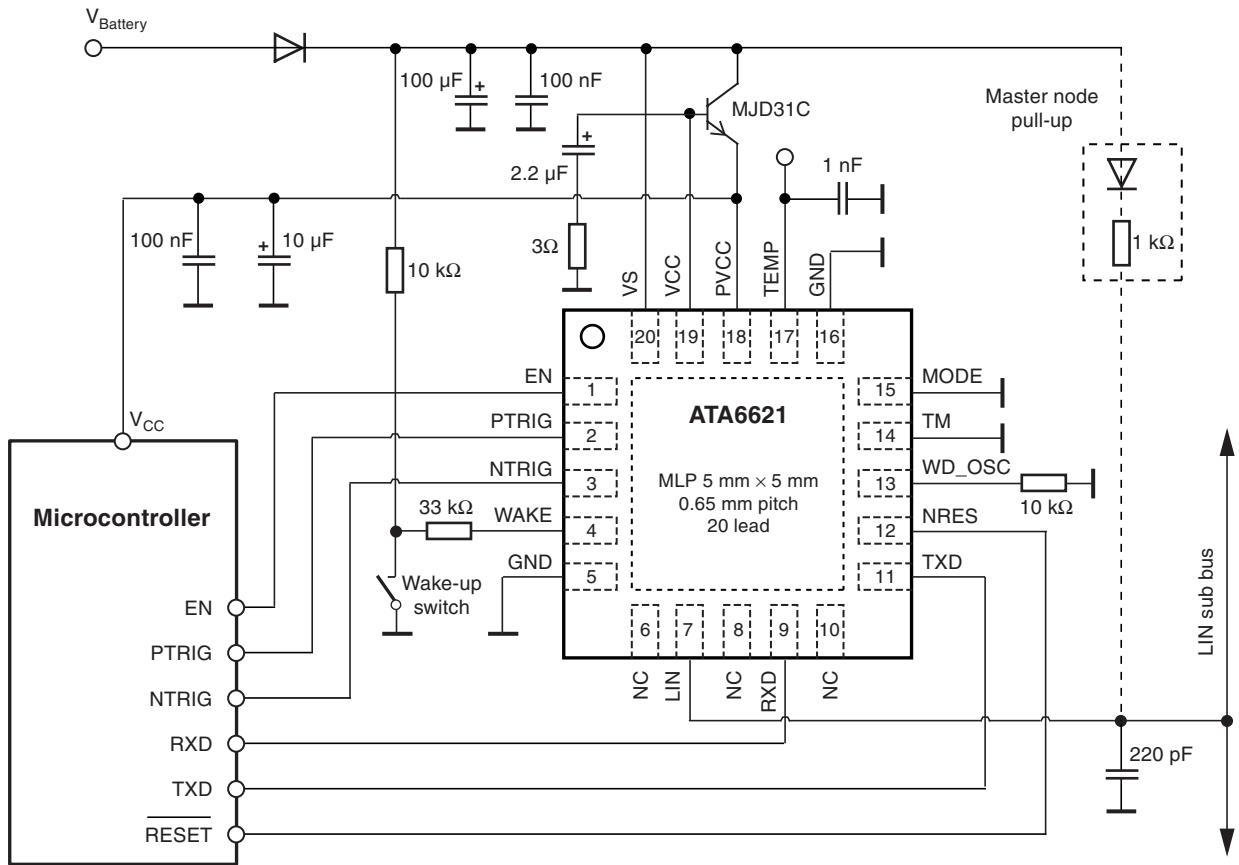 V_Battery
100 µF
+
100 nF
MJD31C
Master node
pull-up
+
2.2 µF
1 nF
100 nF
+
10 µF
10 kΩ
3Ω
1 kΩ
VS
VCC
PVCC
TEMP
GND
20
19
18
17
16
EN
1
15
MODE
ATA6621
PTRIG
2
14
TM
V_CC
NTRIG
3
13
WD_OSC
MLP 5 mm × 5 mm
0.65 mm pitch
20 lead
10 kΩ
Microcontroller
33 kΩ
WAKE
4
12
NRES
GND
5
11
TXD
Wake-up
switch
6
7
8
9
10
NC
LIN
NC
RXD
NC
LIN sub bus
EN
PTRIG
NTRIG
RXD
TXD
RESET
220 pF